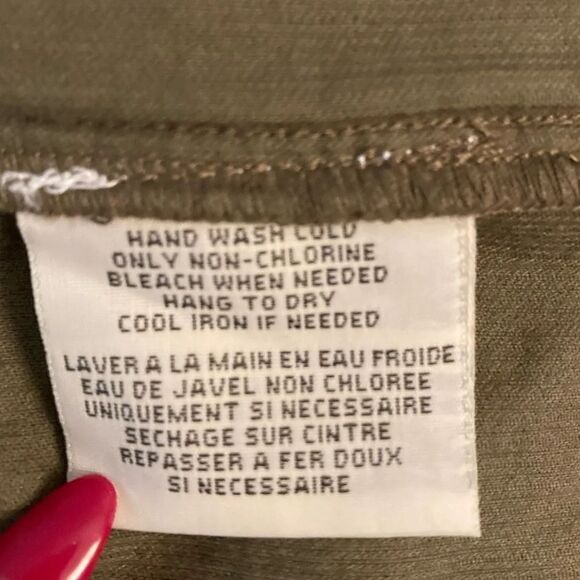 HAND WASH COLD
ONLY NON-CHLORINE
BLEACH WHEN NEEDED
HANG TO DRY
COOL IRON IF NEEDED
LAVER A LA MAIN EN EAU FROIDE
EAU DE JAVEL NON CHLOREE
UNIQUEMENT SI NECESSAIRE
SECHAGE SUR CINTRE
REPASSER A FER DOUX
SI NECESSAIRE